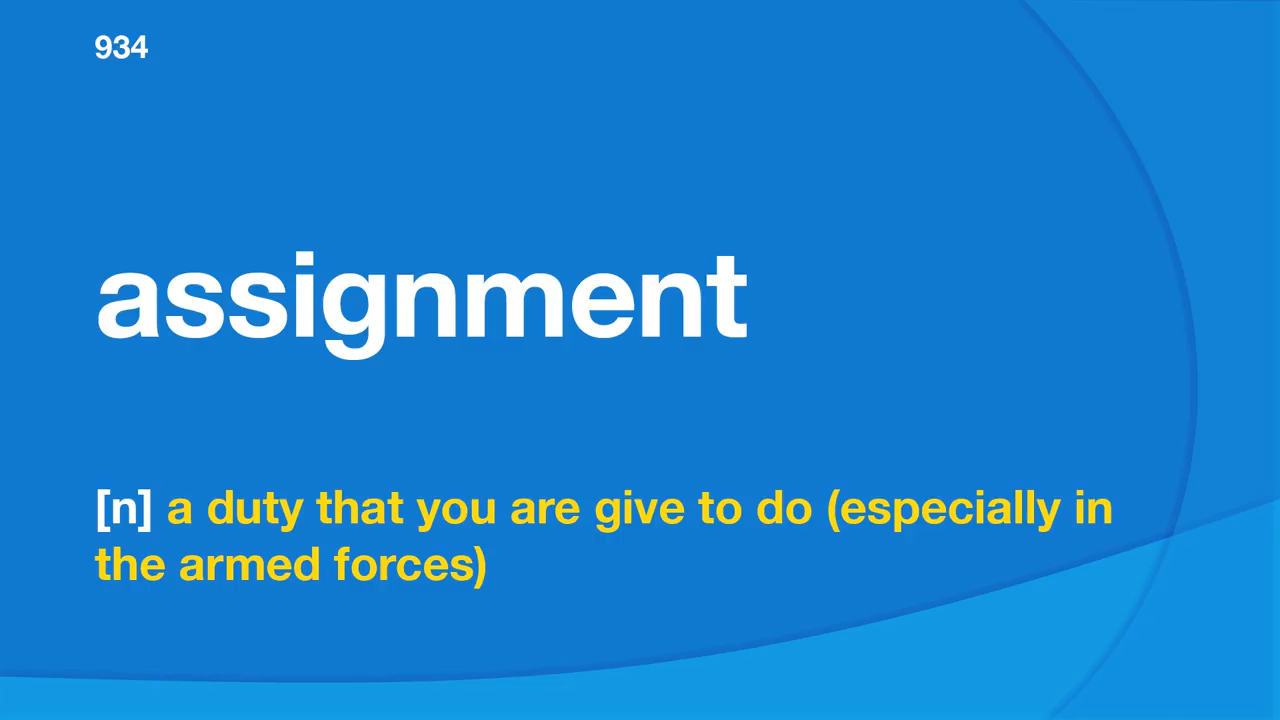 934
assignment
[n] a duty that you are give to do (especially in
the armed forces)